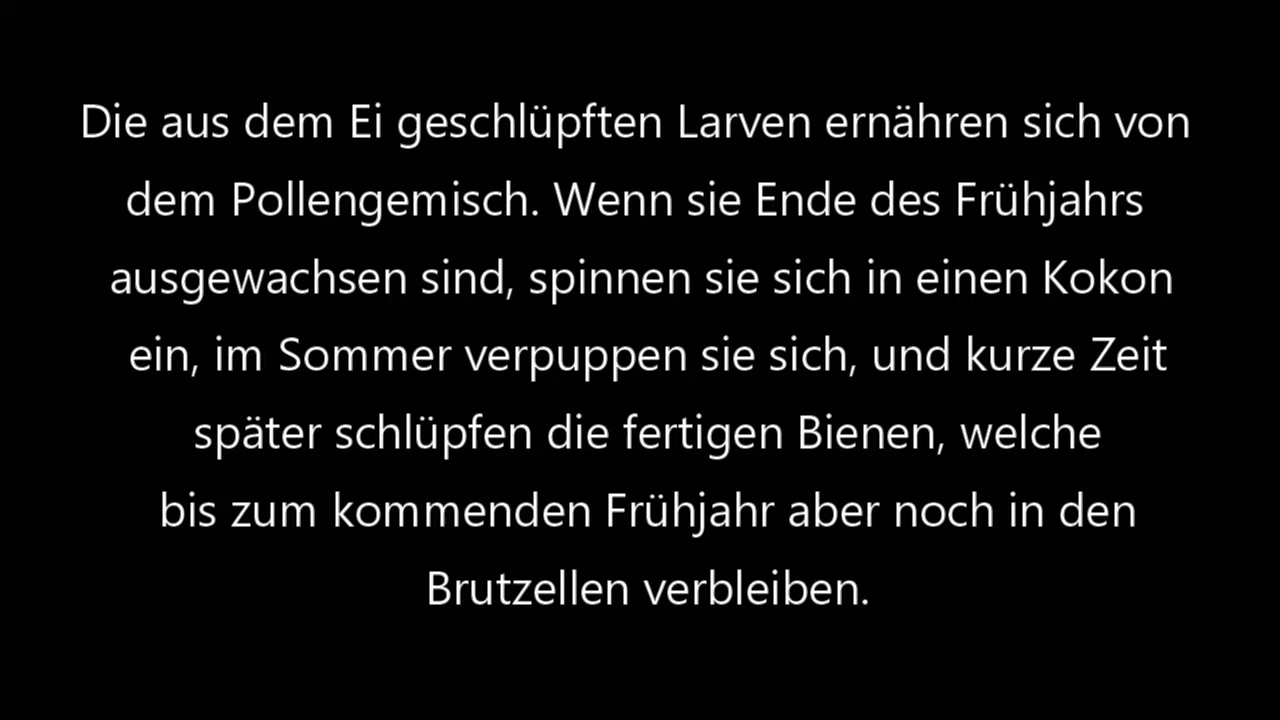 Die aus dem Ei geschlüpften Larven ernähren sich von
dem Pollengemisch. Wenn sie Ende des Frühjahrs
ausgewachsen sind, spinnen sie sich in einen Kokon
ein, im Sommer verpuppen sie sich, und kurze Zeit
später schlüpfen die fertigen Bienen, welche
bis zum kommenden Frühjahr aber noch in den
Brutzellen verbleiben.